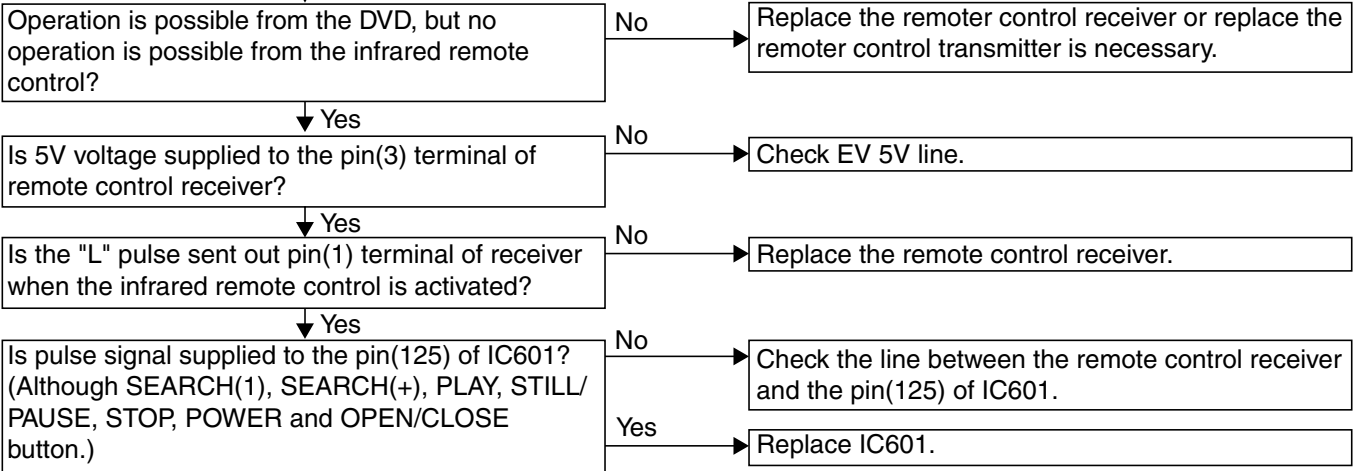 Operation is possible from the DVD, but no
operation is possible from the infrared remote
control?
No
Replace the remoter control receiver or replace the
remoter control transmitter is necessary.
Yes
Is 5V voltage supplied to the pin(3) terminal of
remote control receiver?
No
Check EV 5V line.
Yes
Is the "L" pulse sent out pin(1) terminal of receiver
when the infrared remote control is activated?
No
Replace the remote control receiver.
Yes
Is pulse signal supplied to the pin(125) of IC601?
(Although SEARCH(1), SEARCH(+), PLAY, STILL/
PAUSE, STOP, POWER and OPEN/CLOSE
button.)
No
Check the line between the remote control receiver
and the pin(125) of IC601.
Yes
Replace IC601.